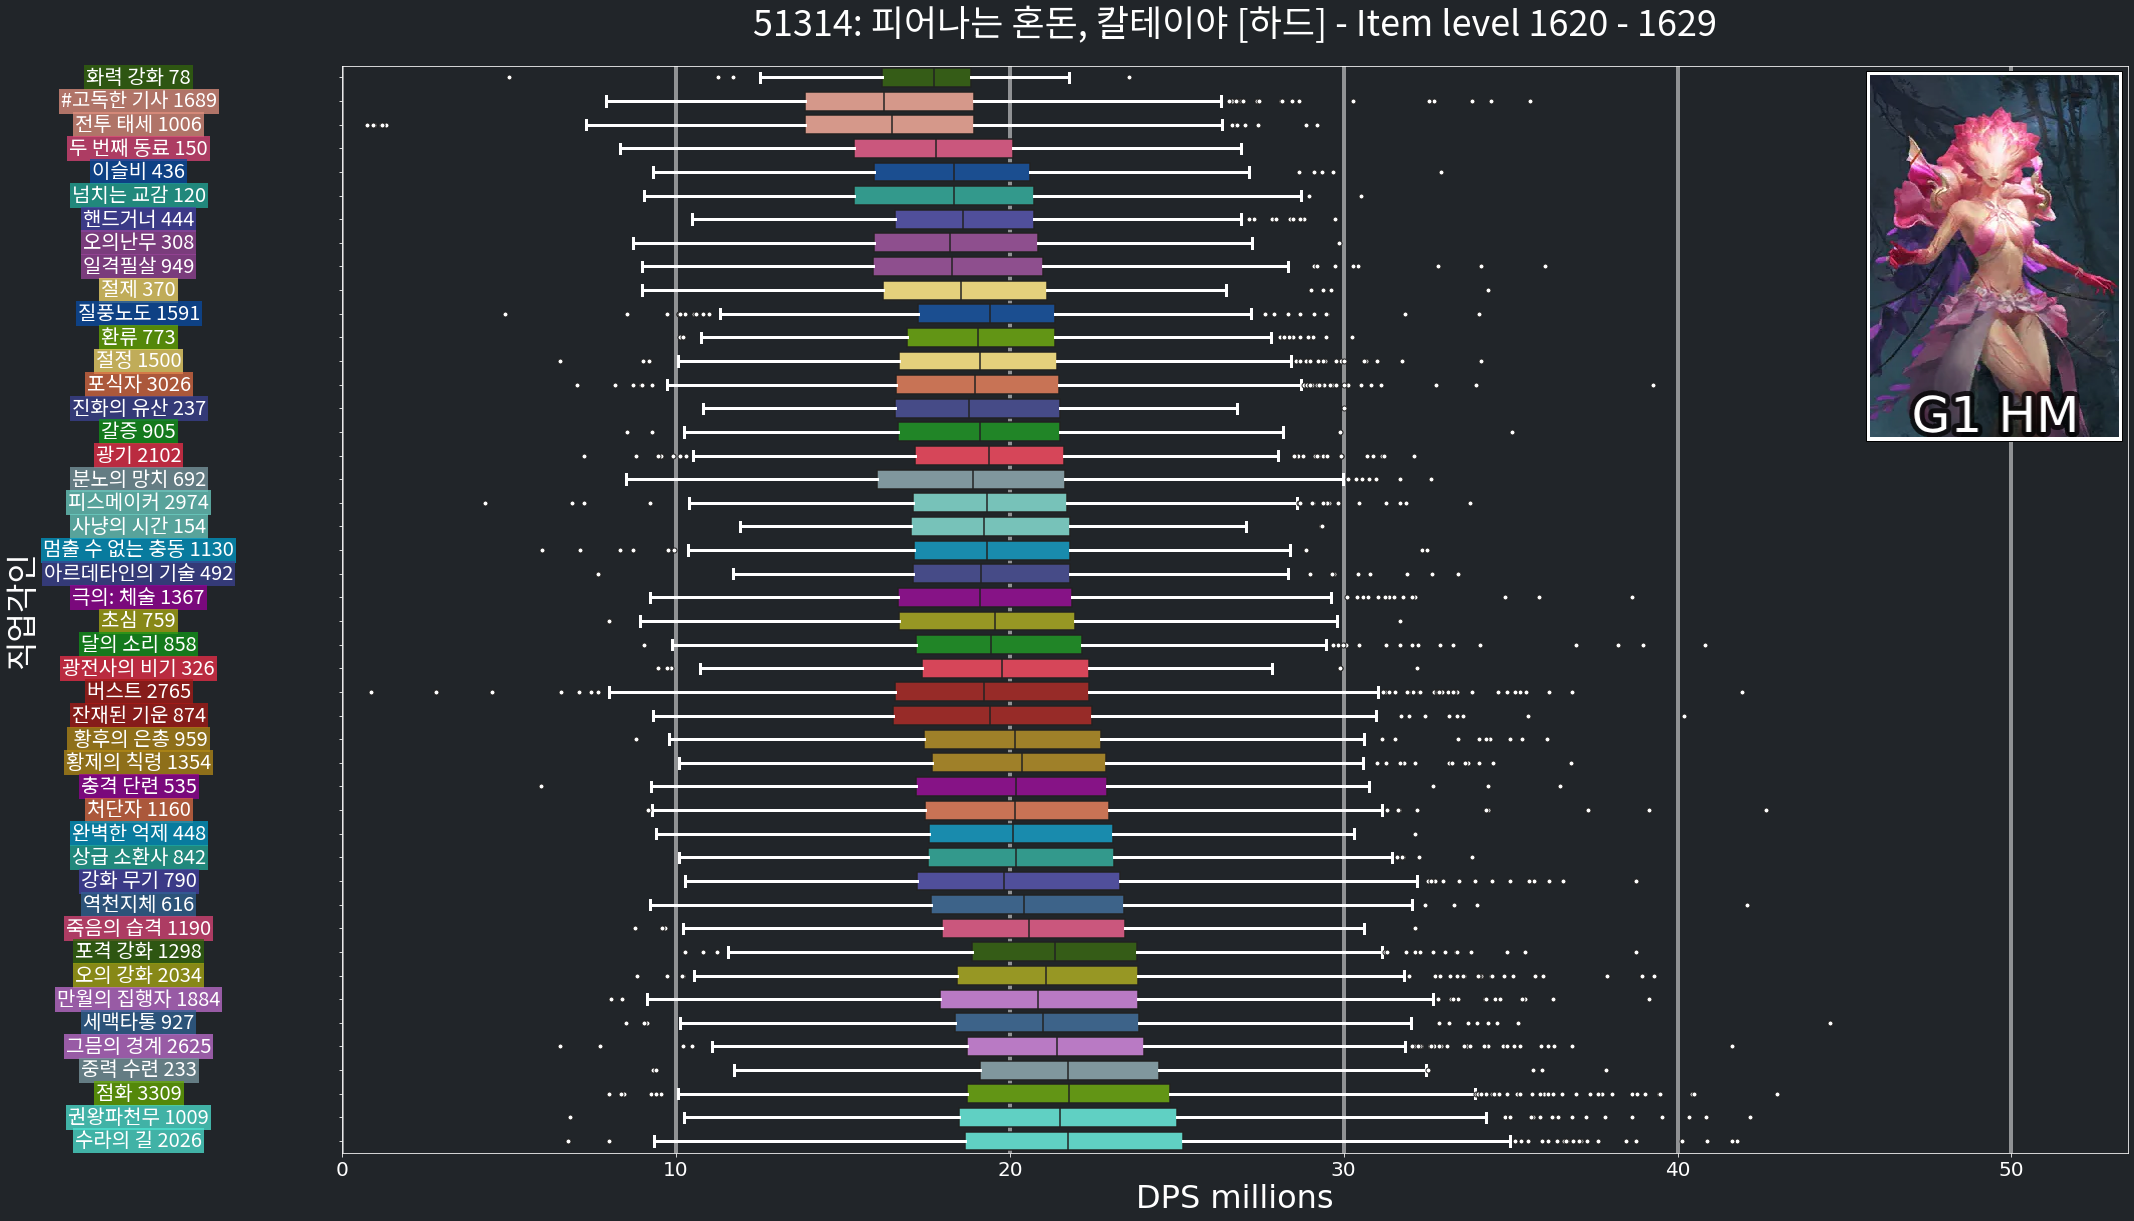 51314: 피어나는 혼돈, 칼테이야 [하드] - Item level 1620 - 1629
화력 강화 78
#고독한 기사 1689
전투 태세 1006
두 번째 동료 150
이슬비 436
넘치는 교감 120
핸드거너 444
오의난무 308
일격필살 949
절제 370
질풍노도 1591
환류 773
절정 1500
포식자 3026
진화의 유산 237
갈증 905
광기 2102
분노의 망치 692
피스메이커 2974
사냥의 시간 154
멈출 수 없는 충동 1130
아르데타인의 기술 492
극의: 체술 1367
초심 759
달의 소리 858
광전사의 비기 326
버스트 2765
잔재된 기운 874
황후의 은총 959
황제의 칙령 1354
충격 단련 535
처단자 1160
완벽한 억제 448
상급 소환사 842
강화 무기 790
역천지체 616
죽음의 습격 1190
포격 강화 1298
오의 강화 2034
만월의 집행자 1884
세맥타통 927
그믐의 경계 2625
중력 수련 233
점화 3309
권왕파천무 1009
수라의 길 2026
직업각인
G1 HM
0 10 20 30 40 50
DPS millions